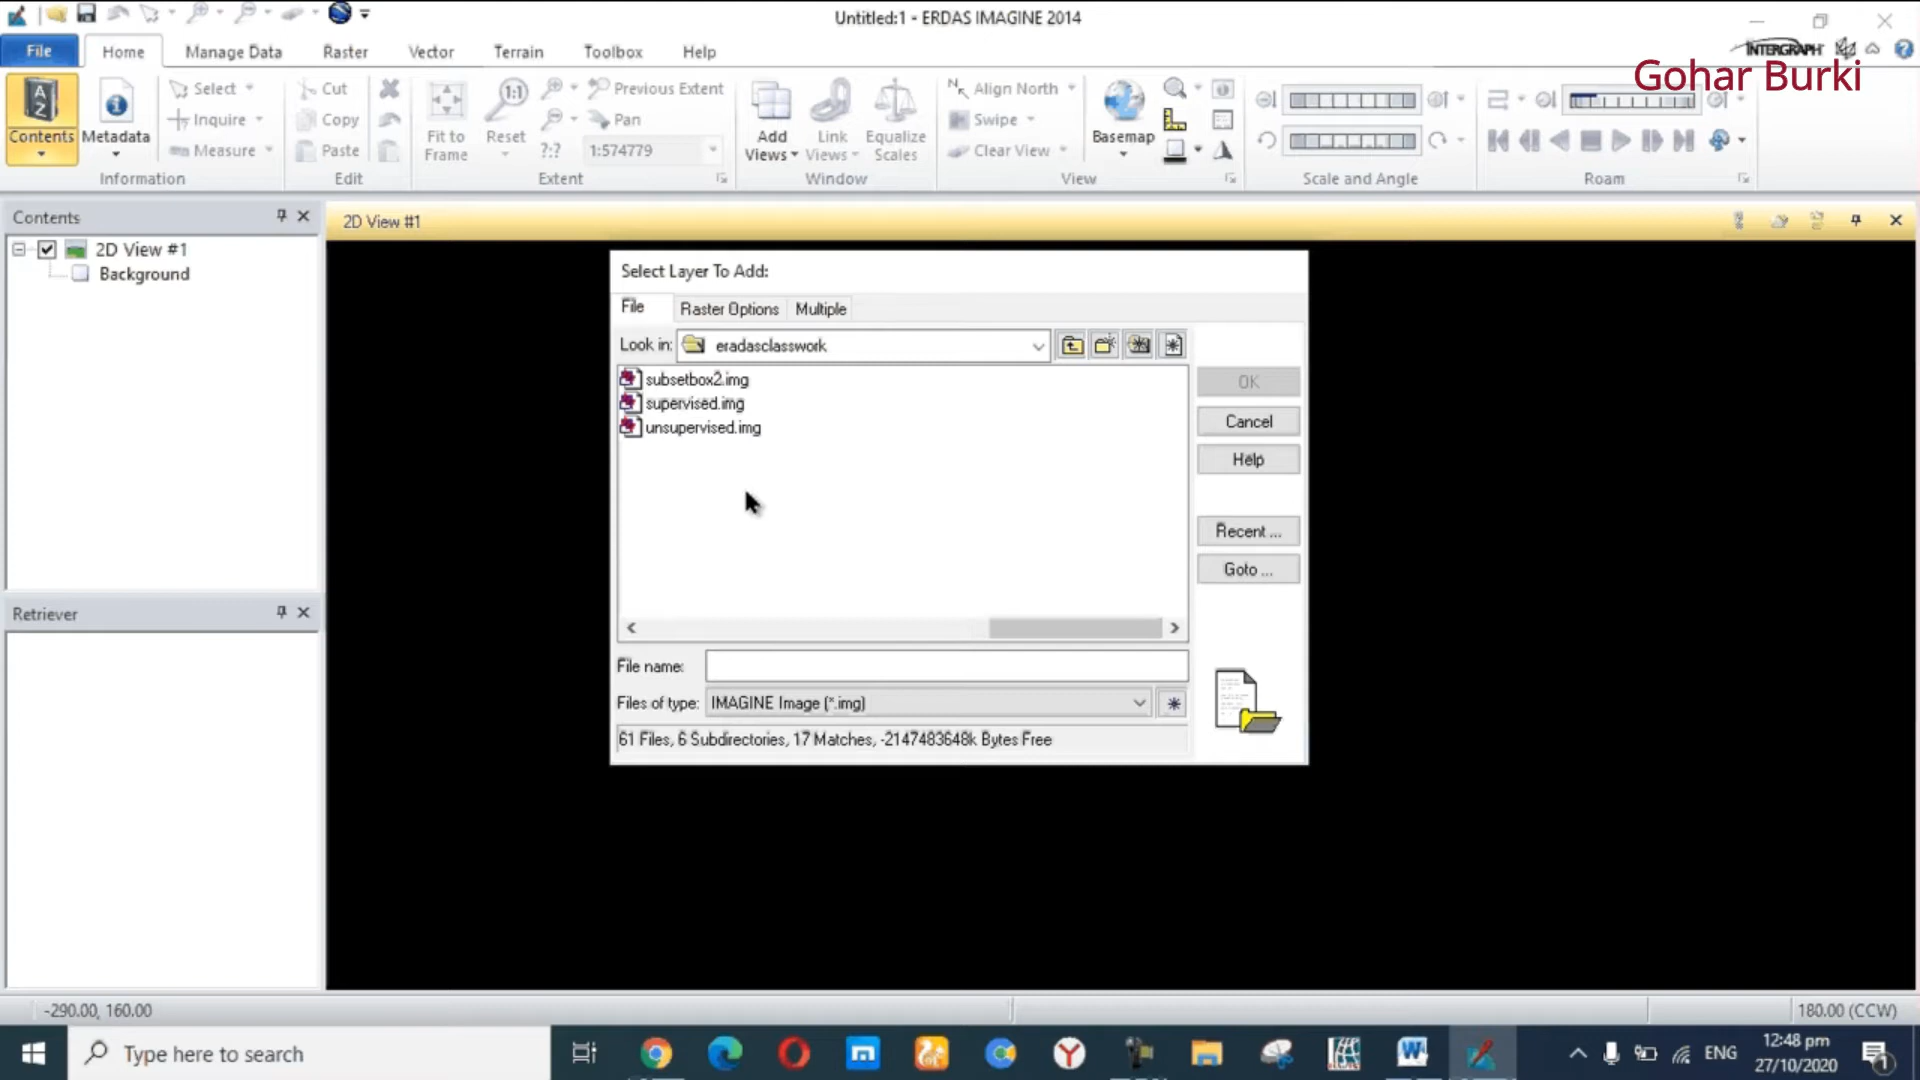 Untitled:1 - ERDAS IMAGINE 2014
File Home Manage Data Raster Vector Terrain Toolbox Help
INTERGRAPH
Gohar Burki
Contents
Metadata
Select
Inquire
Measure
Information
Cut
Copy
Paste
Edit
Fit to
Frame
Reset
1:1
Previous Extent
Pan
?:?
1:574779
Extent
Add
Views
Link
Views
Equalize
Scales
Window
Align North
Swipe
Clear View
Basemap
View
Scale and Angle
Roam
Contents
2D View #1
Background
Retriever
2D View #1
Select Layer To Add:
File Raster Options Multiple
Look in: eradasclasswork
subsetbox2.img
supervised.img
unsupervised.img
OK
Cancel
Help
Recent ...
Goto ...
File name:
Files of type: IMAGINE Image (*.img)
61 Files, 6 Subdirectories, 17 Matches, -2147483648k Bytes Free
-290.00, 160.00
180.00 (CCW)
Type here to search
ENG
12:48 pm
27/10/2020
1